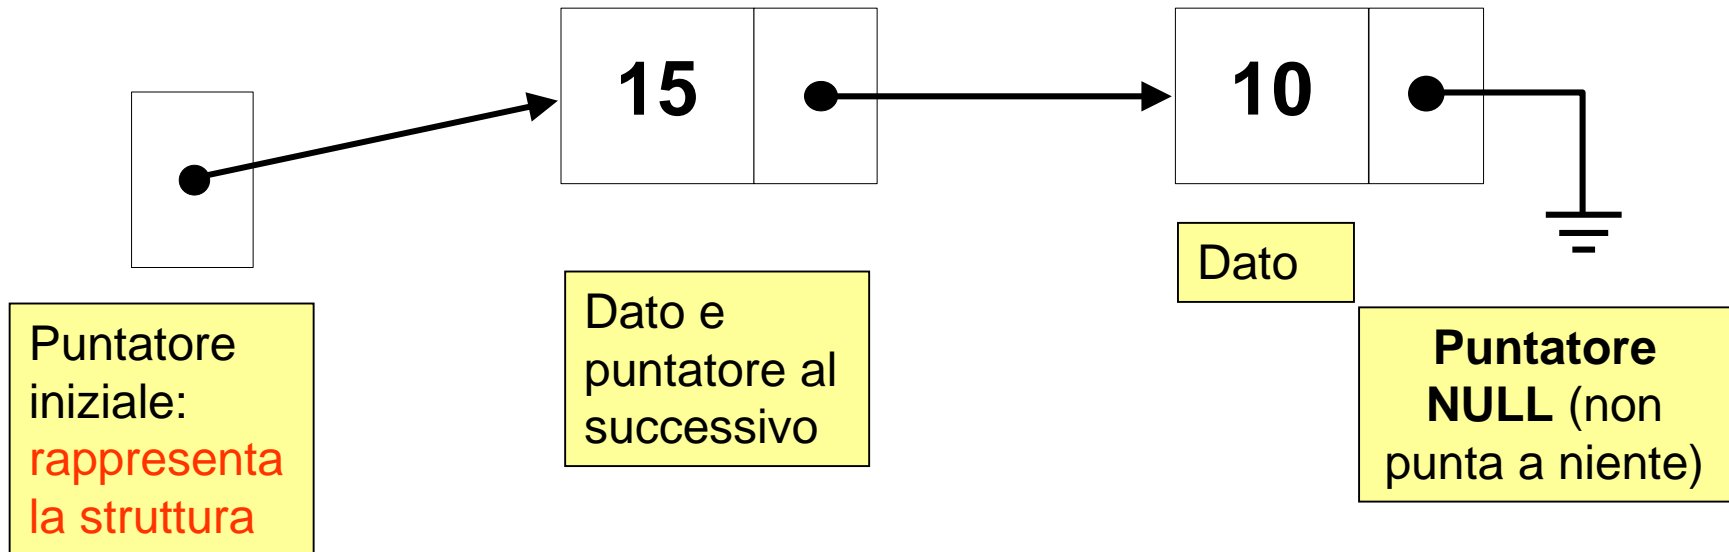 15
10
Puntatore
iniziale:
rappresenta
la struttura
Dato e
puntatore al
successivo
Dato
Puntatore
NULL (non
punta a niente)